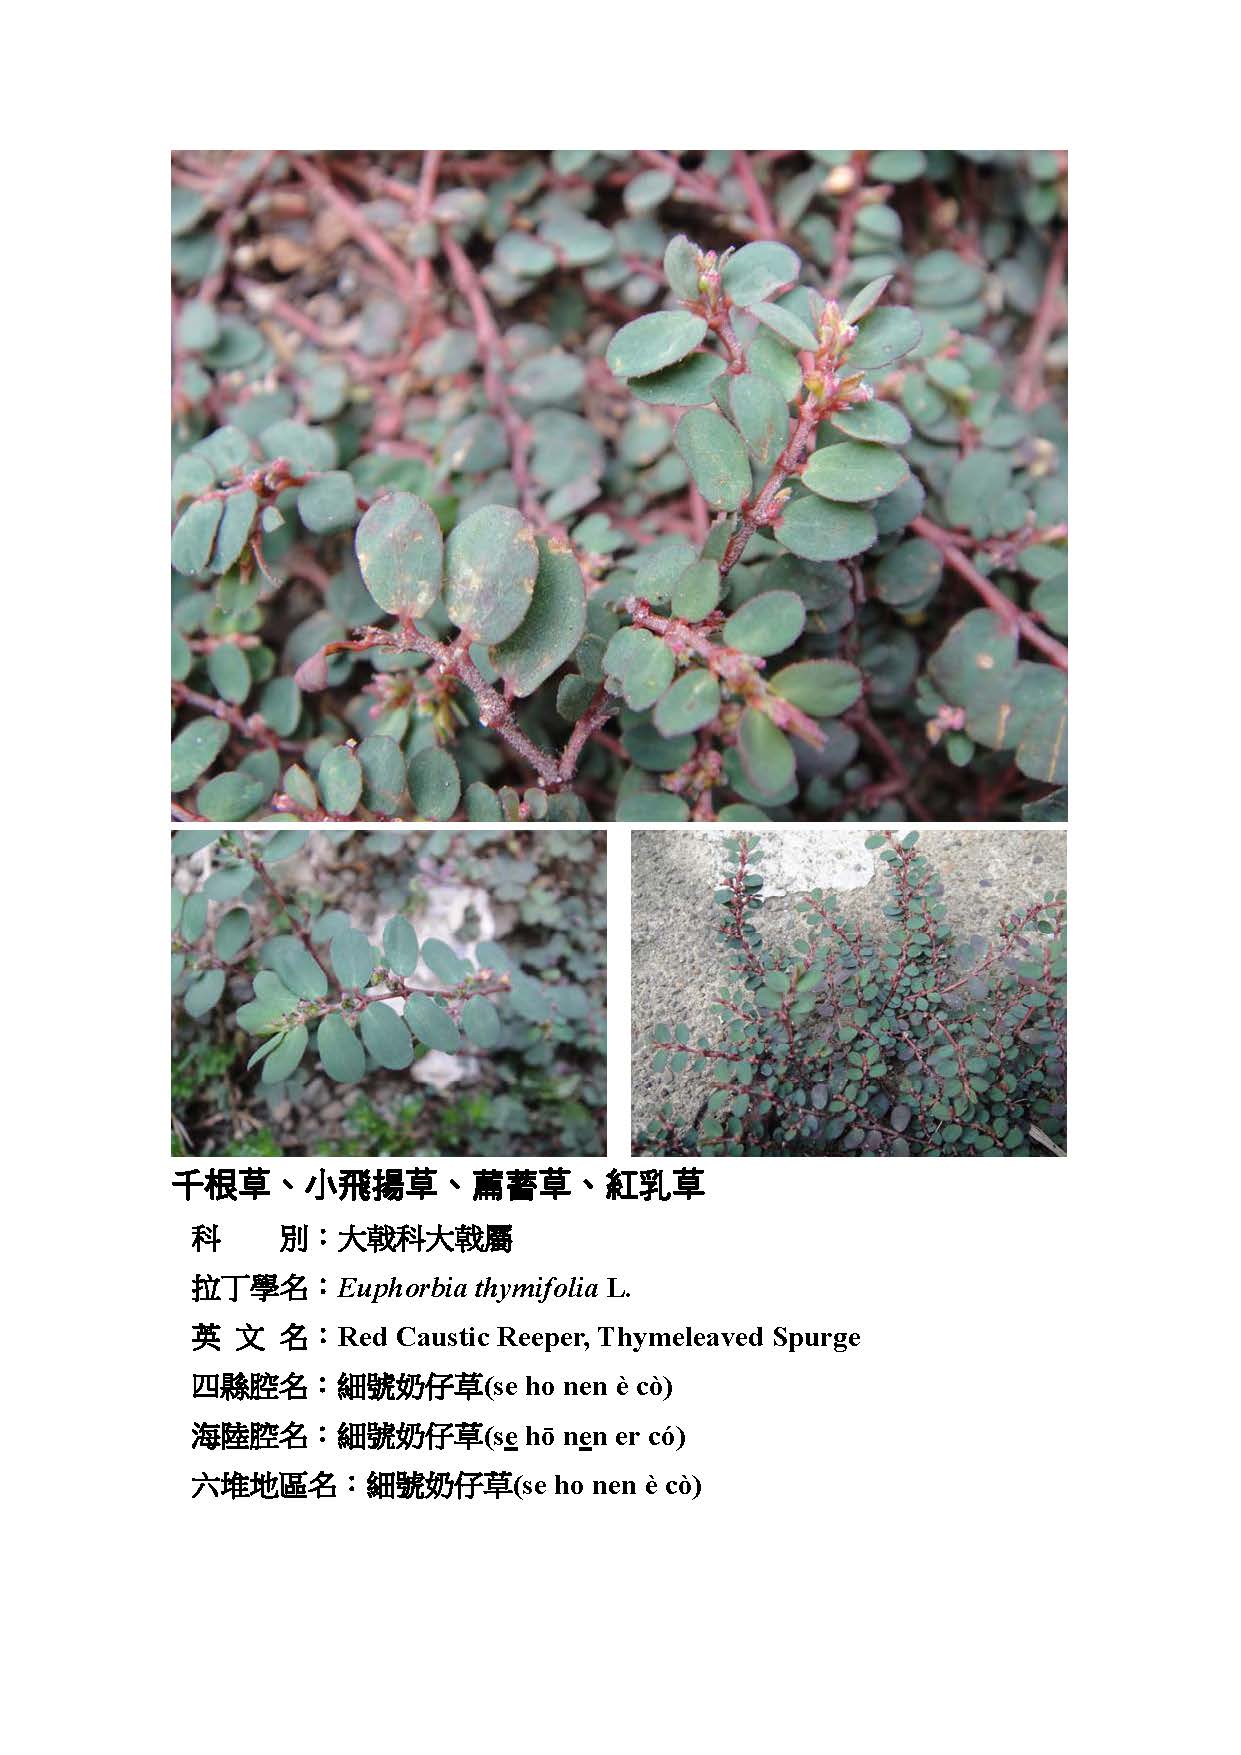 千根草、小飛揚草、萹蓄草、紅乳草
科　　別：大戟科大戟屬
拉丁學名：Euphorbia thymifolia L.
英 文 名：Red Caustic Reeper, Thymeleaved Spurge
四縣腔名：細號奶仔草(se ho nen è cò)
海陸腔名：細號奶仔草(se hō nen er có)
六堆地區名：細號奶仔草(se ho nen è cò)